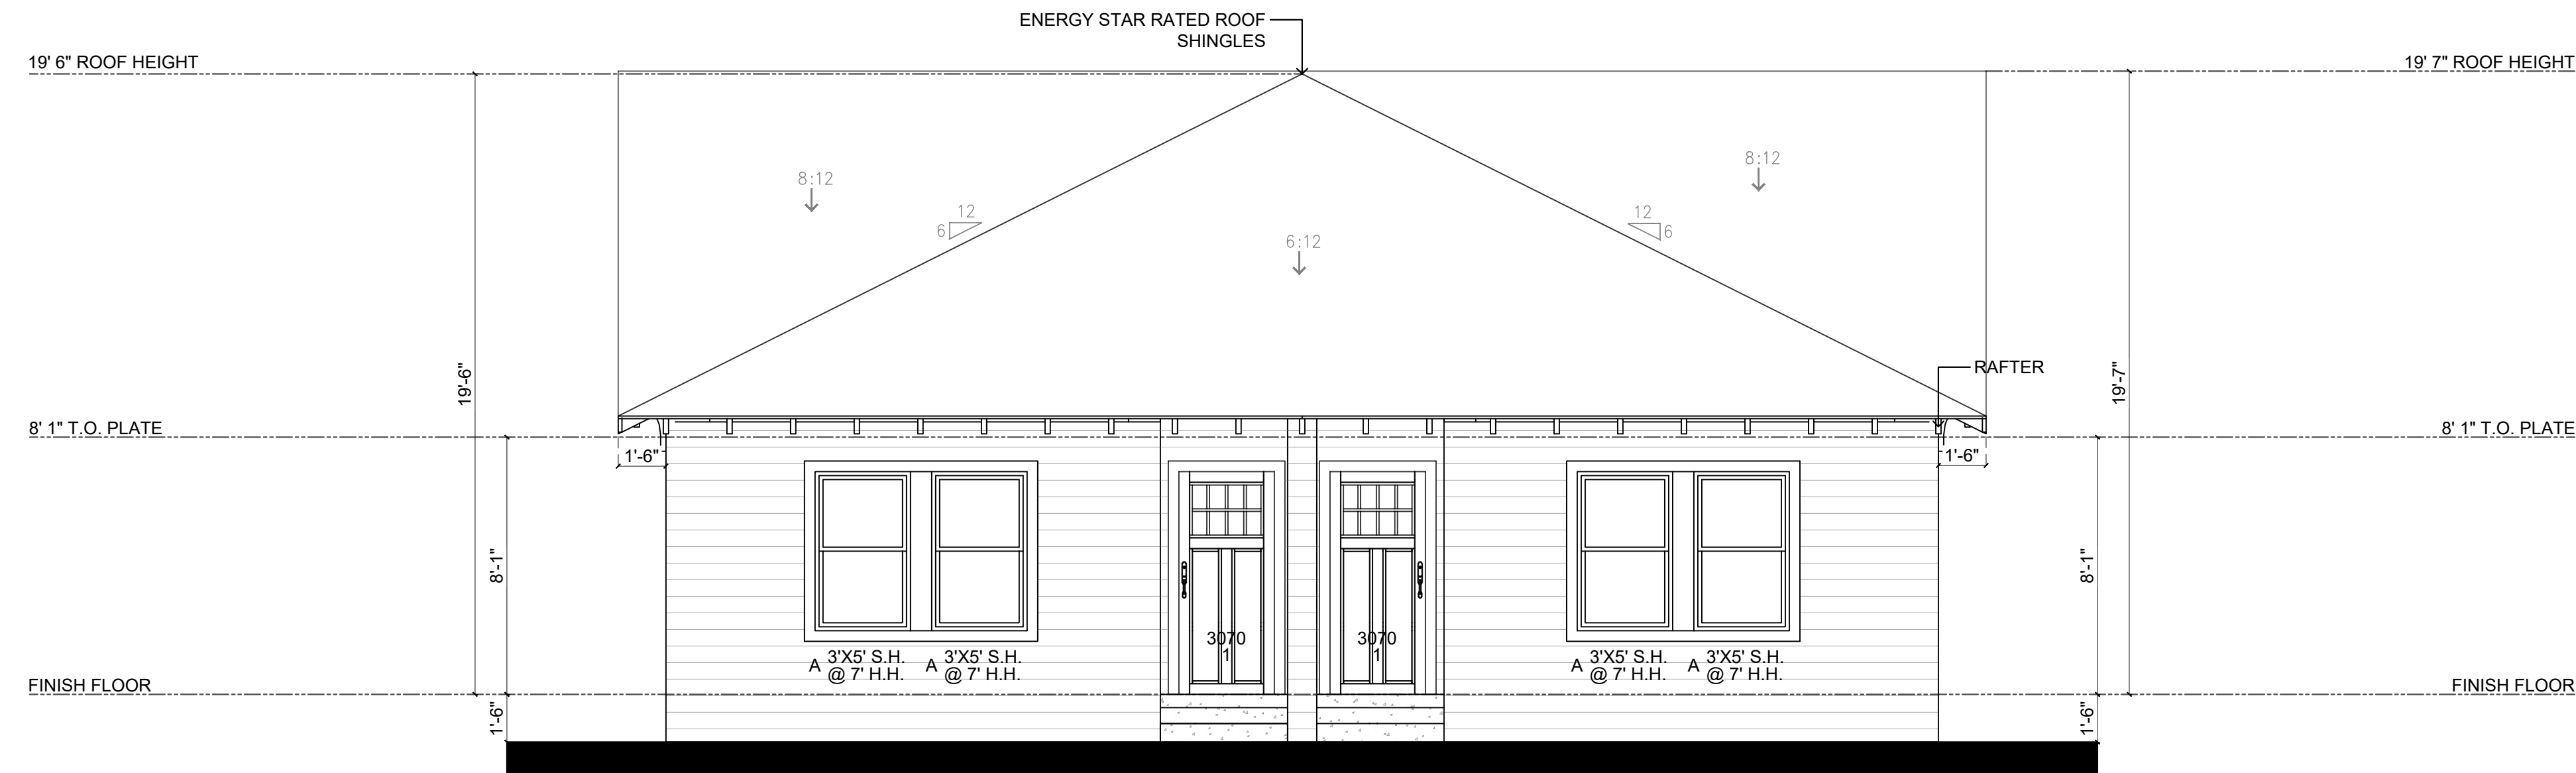 ENERGY STAR RATED ROOF
SHINGLES
19' 6" ROOF HEIGHT
19' 7" ROOF HEIGHT
8:12
8:12
12
6
12
6
6:12
RAFTER
19'-6"
19'-7"
8' 1" T.O. PLATE
8' 1" T.O. PLATE
1'-6"
1'-6"
8'-1"
8'-1"
3070
1
3070
1
A 3'X5' S.H.
@ 7' H.H.
A 3'X5' S.H.
@ 7' H.H.
A 3'X5' S.H.
@ 7' H.H.
A 3'X5' S.H.
@ 7' H.H.
FINISH FLOOR
FINISH FLOOR
1'-6"
1'-6"